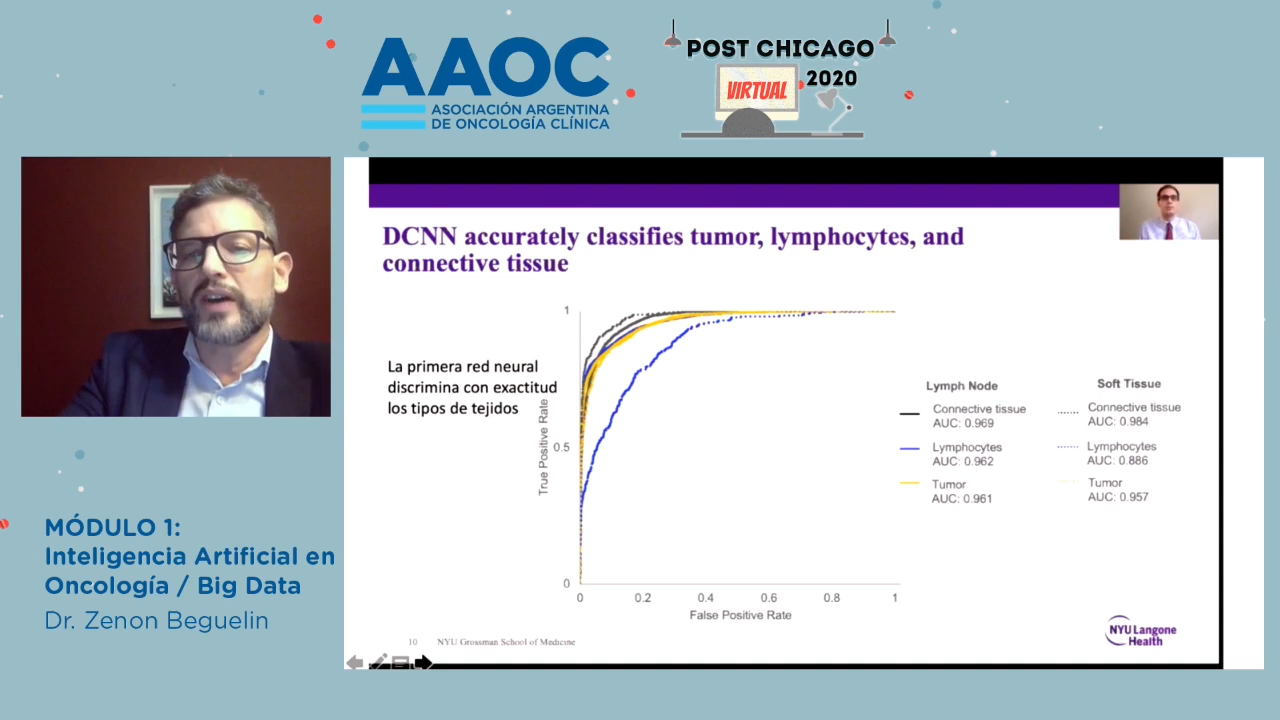 AAOC
ASOCIACIÓN ARGENTINA
DE ONCOLOGÍA CLÍNICA
POST CHICAGO
2020
VIRTUAL
DCNN accurately classifies tumor, lymphocytes, and
connective tissue
La primera red neural
discrimina con exactitud
los tipos de tejidos
True Positive Rate
1
0.5
0
0
0.2
0.4
0.6
0.8
1
False Positive Rate
Lymph Node
Connective tissue
AUC: 0.969
Lymphocytes
AUC: 0.962
Tumor
AUC: 0.961
Soft Tissue
Connective tissue
AUC: 0.984
Lymphocytes
AUC: 0.886
Tumor
AUC: 0.957
10 NYU Grossman School of Medicine
NYU Langone
Health
MÓDULO 1:
Inteligencia Artificial en
Oncología / Big Data
Dr. Zenon Beguelin